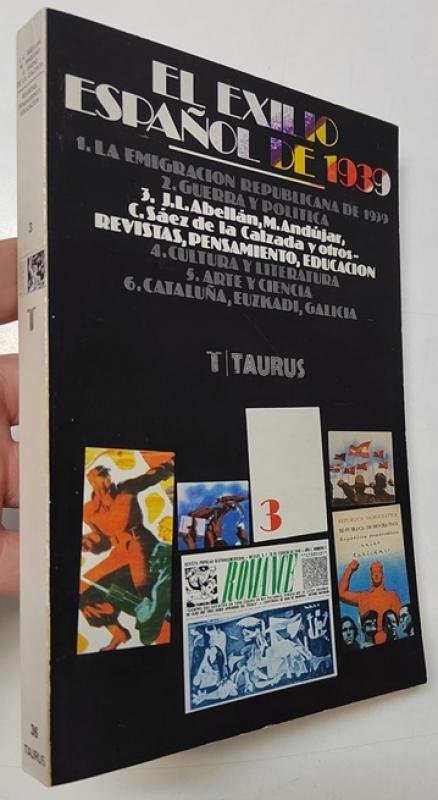 EL EXILIO
ESPAÑOL DE 1939
1. LA EMIGRACION REPUBLICANA DE 1939
2. GUERRA Y POLITICA
3. J.L. Abellán, M. Andújar,
C. Sáez de la Calzada y otros-
REVISTAS, PENSAMIENTO, EDUCACION
4. CULTURA Y LITERATURA
5. ARTE Y CIENCIA
6. CATALUÑA, EUZKADI, GALICIA
T|TAURUS
3
ROMANCE
REPUBLICA DEMOCRATICA
3
T
36
TAURUS